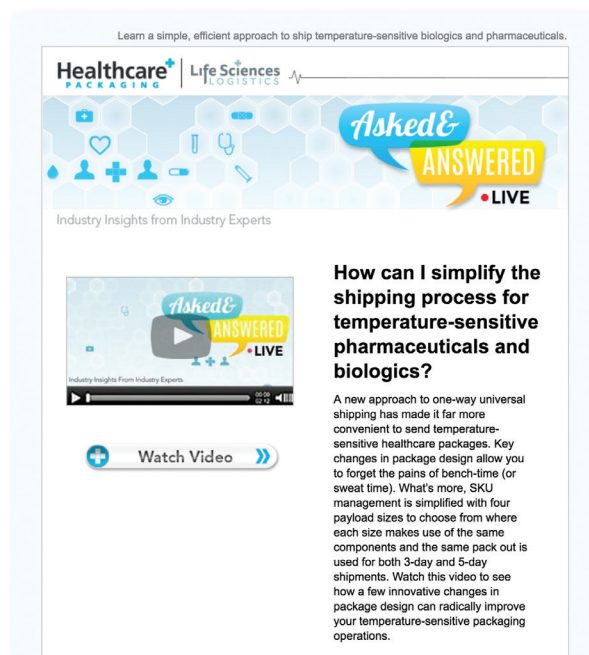 Learn a simple, efficient approach to ship temperature-sensitive biologics and pharmaceuticals.
Healthcare+ | Life Sciences
PACKAGING LOGISTICS
Asked&
ANSWERED
• LIVE
Industry Insights from Industry Experts
Asked&
ANSWERED
• LIVE
Industry Insights From Industry Experts
00:00
02:12
Watch Video
How can I simplify the
shipping process for
temperature-sensitive
pharmaceuticals and
biologics?
A new approach to one-way universal
shipping has made it far more
convenient to send temperature-
sensitive healthcare packages. Key
changes in package design allow you
to forget the pains of bench-time (or
sweat time). What's more, SKU
management is simplified with four
payload sizes to choose from where
each size makes use of the same
components and the same pack out is
used for both 3-day and 5-day
shipments. Watch this video to see
how a few innovative changes in
package design can radically improve
your temperature-sensitive packaging
operations.